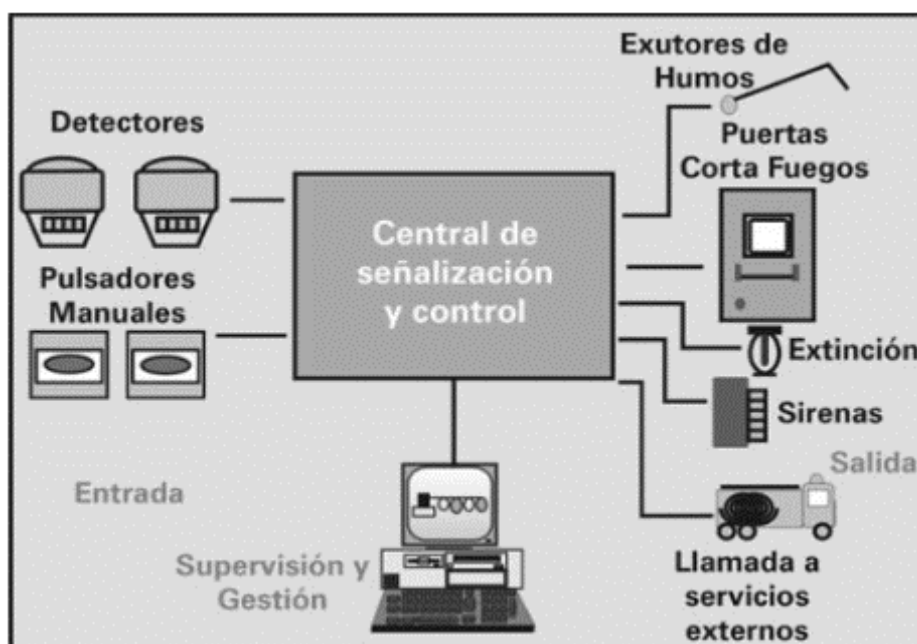 Detectores
Pulsadores
Manuales
Entrada
Central de
señalización
y control
Supervisión y
Gestión
Exutores de
Humos
Puertas
Corta Fuegos
Extinción
Sirenas
Salida
Llamada a
servicios
externos